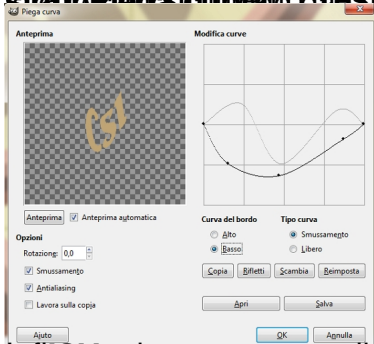 Piega curva
Anteprima
Modifica curve
Csl
Anteprima
Anteprima automatica
Opzioni
Rotazione: 0,0
Smussamento
Antialiasing
Lavora sulla copia
Curva del bordo
Tipo curva
Alto
Smussamento
Basso
Libero
Copia
Rifletti
Scambia
Reimposta
Apri
Salva
Aiuto
OK
Annulla